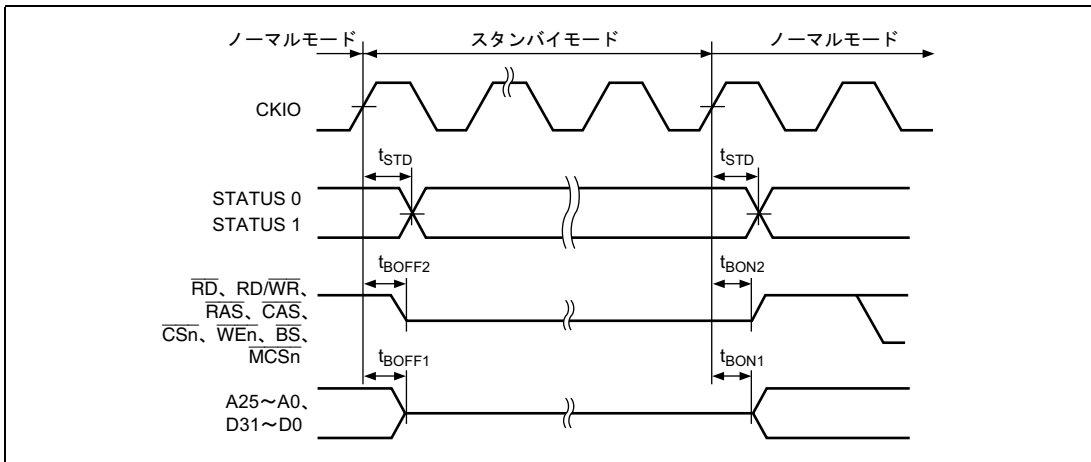 ノーマルモード スタンバイモード ノーマルモード
CKIO
tSTD tSTD
STATUS 0
STATUS 1
tBOFF2 tBON2
RD、RD/WR、
RAS、CAS、
CSn、WEn、BS、
MCSn
tBOFF1 tBON1
A25～A0、
D31～D0